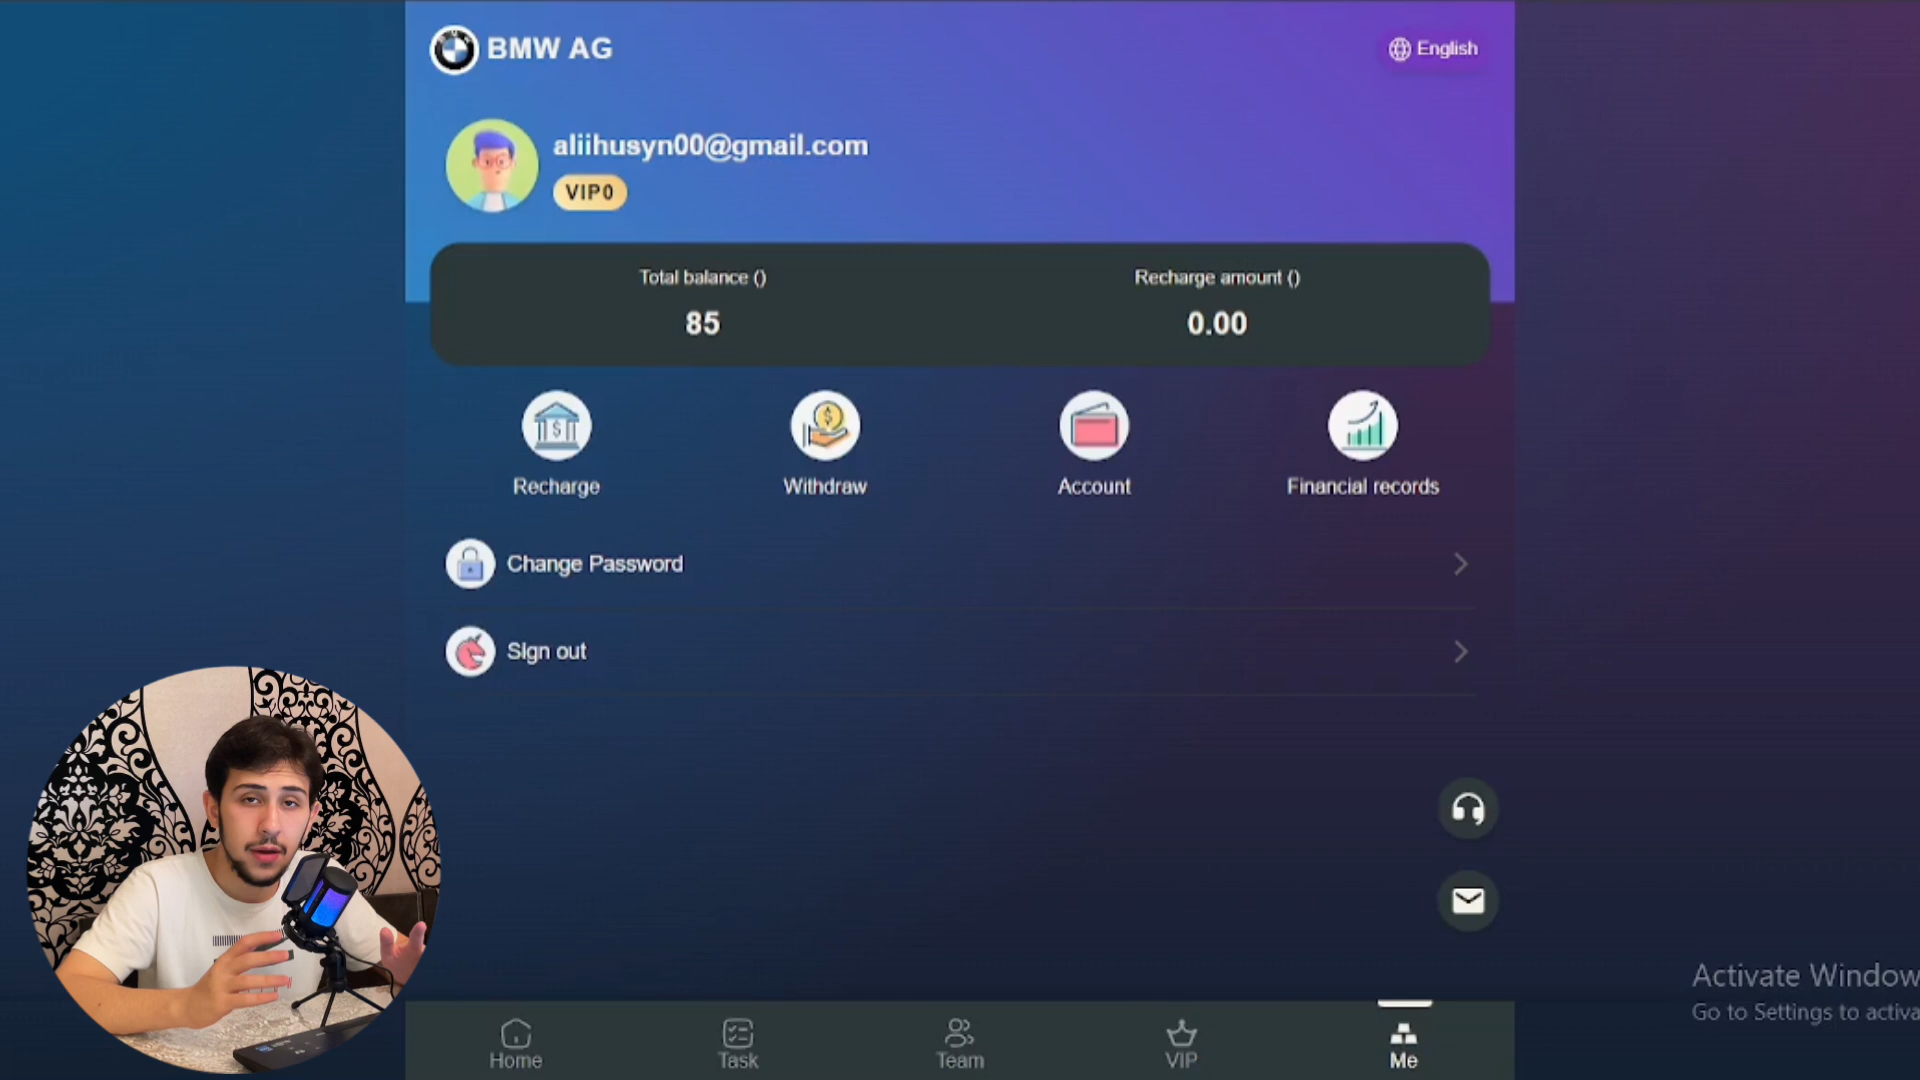 BMW AG
English
aliihusyn00@gmail.com
VIP0
Total balance ()
Recharge amount ()
85
0.00
Recharge
Withdraw
Account
Financial records
Change Password
Sign out
Activate Window
Go to Settings to activa
Home
Task
Team
VIP
Me